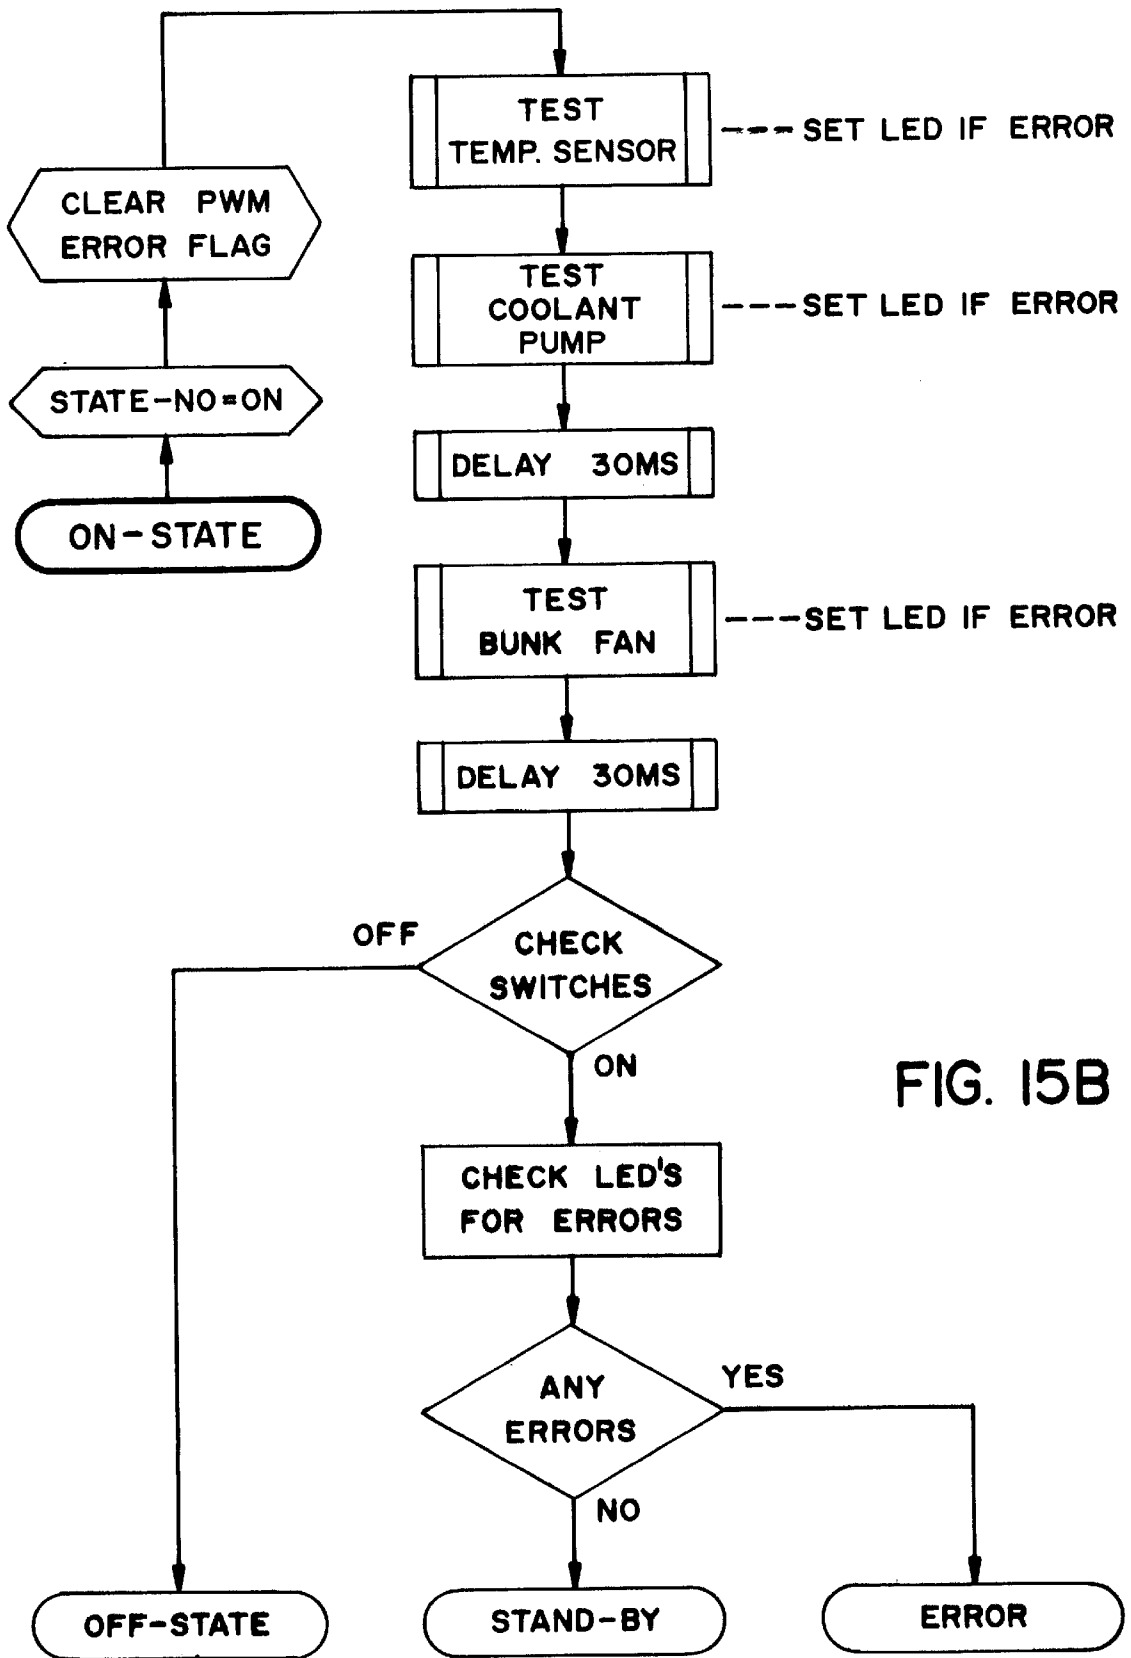 TEST
TEMP. SENSOR
--- SET LED IF ERROR
CLEAR PWM
ERROR FLAG
TEST
COOLANT
PUMP
--- SET LED IF ERROR
STATE-NO=ON
DELAY 30MS
ON-STATE
TEST
BUNK FAN
--- SET LED IF ERROR
DELAY 30MS
OFF
CHECK
SWITCHES
ON
FIG. 15B
CHECK LED'S
FOR ERRORS
YES
ANY
ERRORS
NO
OFF-STATE
STAND-BY
ERROR